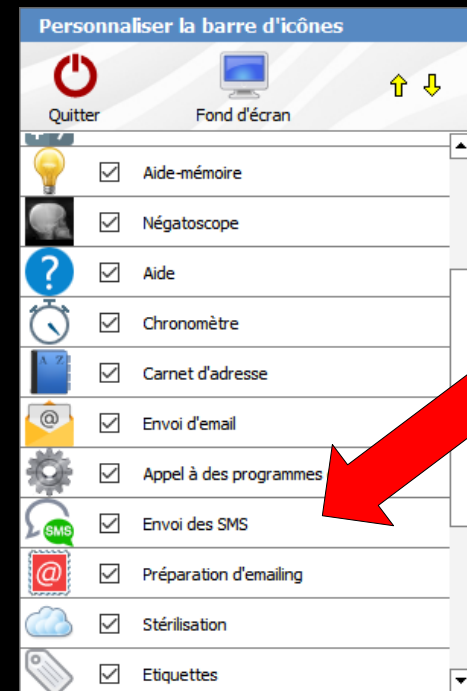 Personnaliser la barre d'icônes
Quitter
Fond d'écran
Aide-mémoire
Négatoscope
?
Aide
Chronomètre
A Z
Carnet d'adresse
@
Envoi d'email
Appel à des programmes
SMS
Envoi des SMS
@
Préparation d'emailing
Stérilisation
Etiquettes